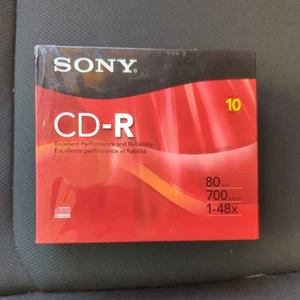 SONY®
10
CD-R
Excellent Performance and Reliability
Excellente performance et fiabilité
80
700
1-48x